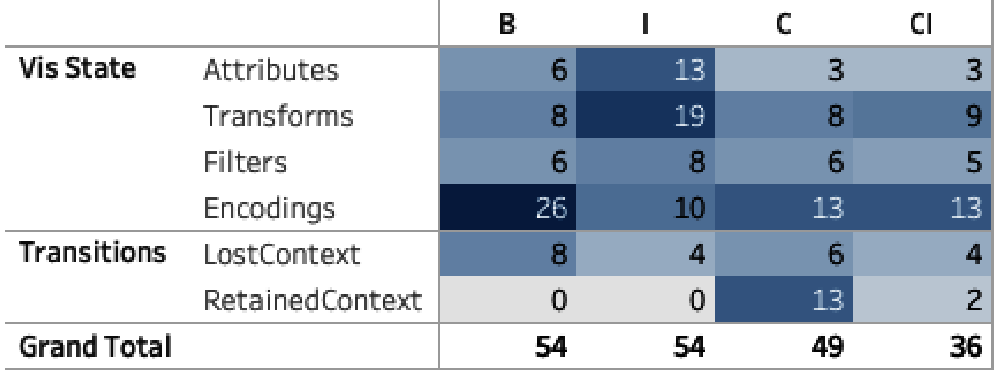 B I C CI
Vis State Attributes 6 13 3 3
Transforms 8 19 8 9
Filters 6 8 6 5
Encodings 26 10 13 13
Transitions LostContext 8 4 6 4
RetainedContext 0 0 13 2
Grand Total 54 54 49 36